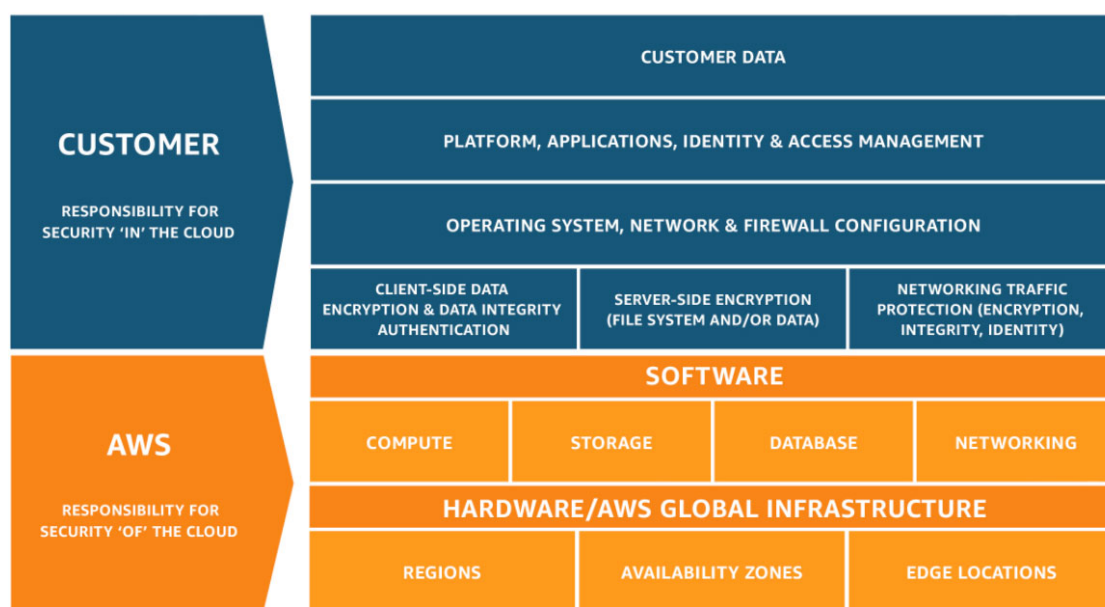 CUSTOMER
RESPONSIBILITY FOR
SECURITY ‘IN’ THE CLOUD
CUSTOMER DATA
PLATFORM, APPLICATIONS, IDENTITY & ACCESS MANAGEMENT
OPERATING SYSTEM, NETWORK & FIREWALL CONFIGURATION
CLIENT-SIDE DATA
ENCRYPTION & DATA INTEGRITY
AUTHENTICATION
SERVER-SIDE ENCRYPTION
(FILE SYSTEM AND/OR DATA)
NETWORKING TRAFFIC
PROTECTION (ENCRYPTION,
INTEGRITY, IDENTITY)
AWS
RESPONSIBILITY FOR
SECURITY ‘OF’ THE CLOUD
SOFTWARE
COMPUTE
STORAGE
DATABASE
NETWORKING
HARDWARE/AWS GLOBAL INFRASTRUCTURE
REGIONS
AVAILABILITY ZONES
EDGE LOCATIONS